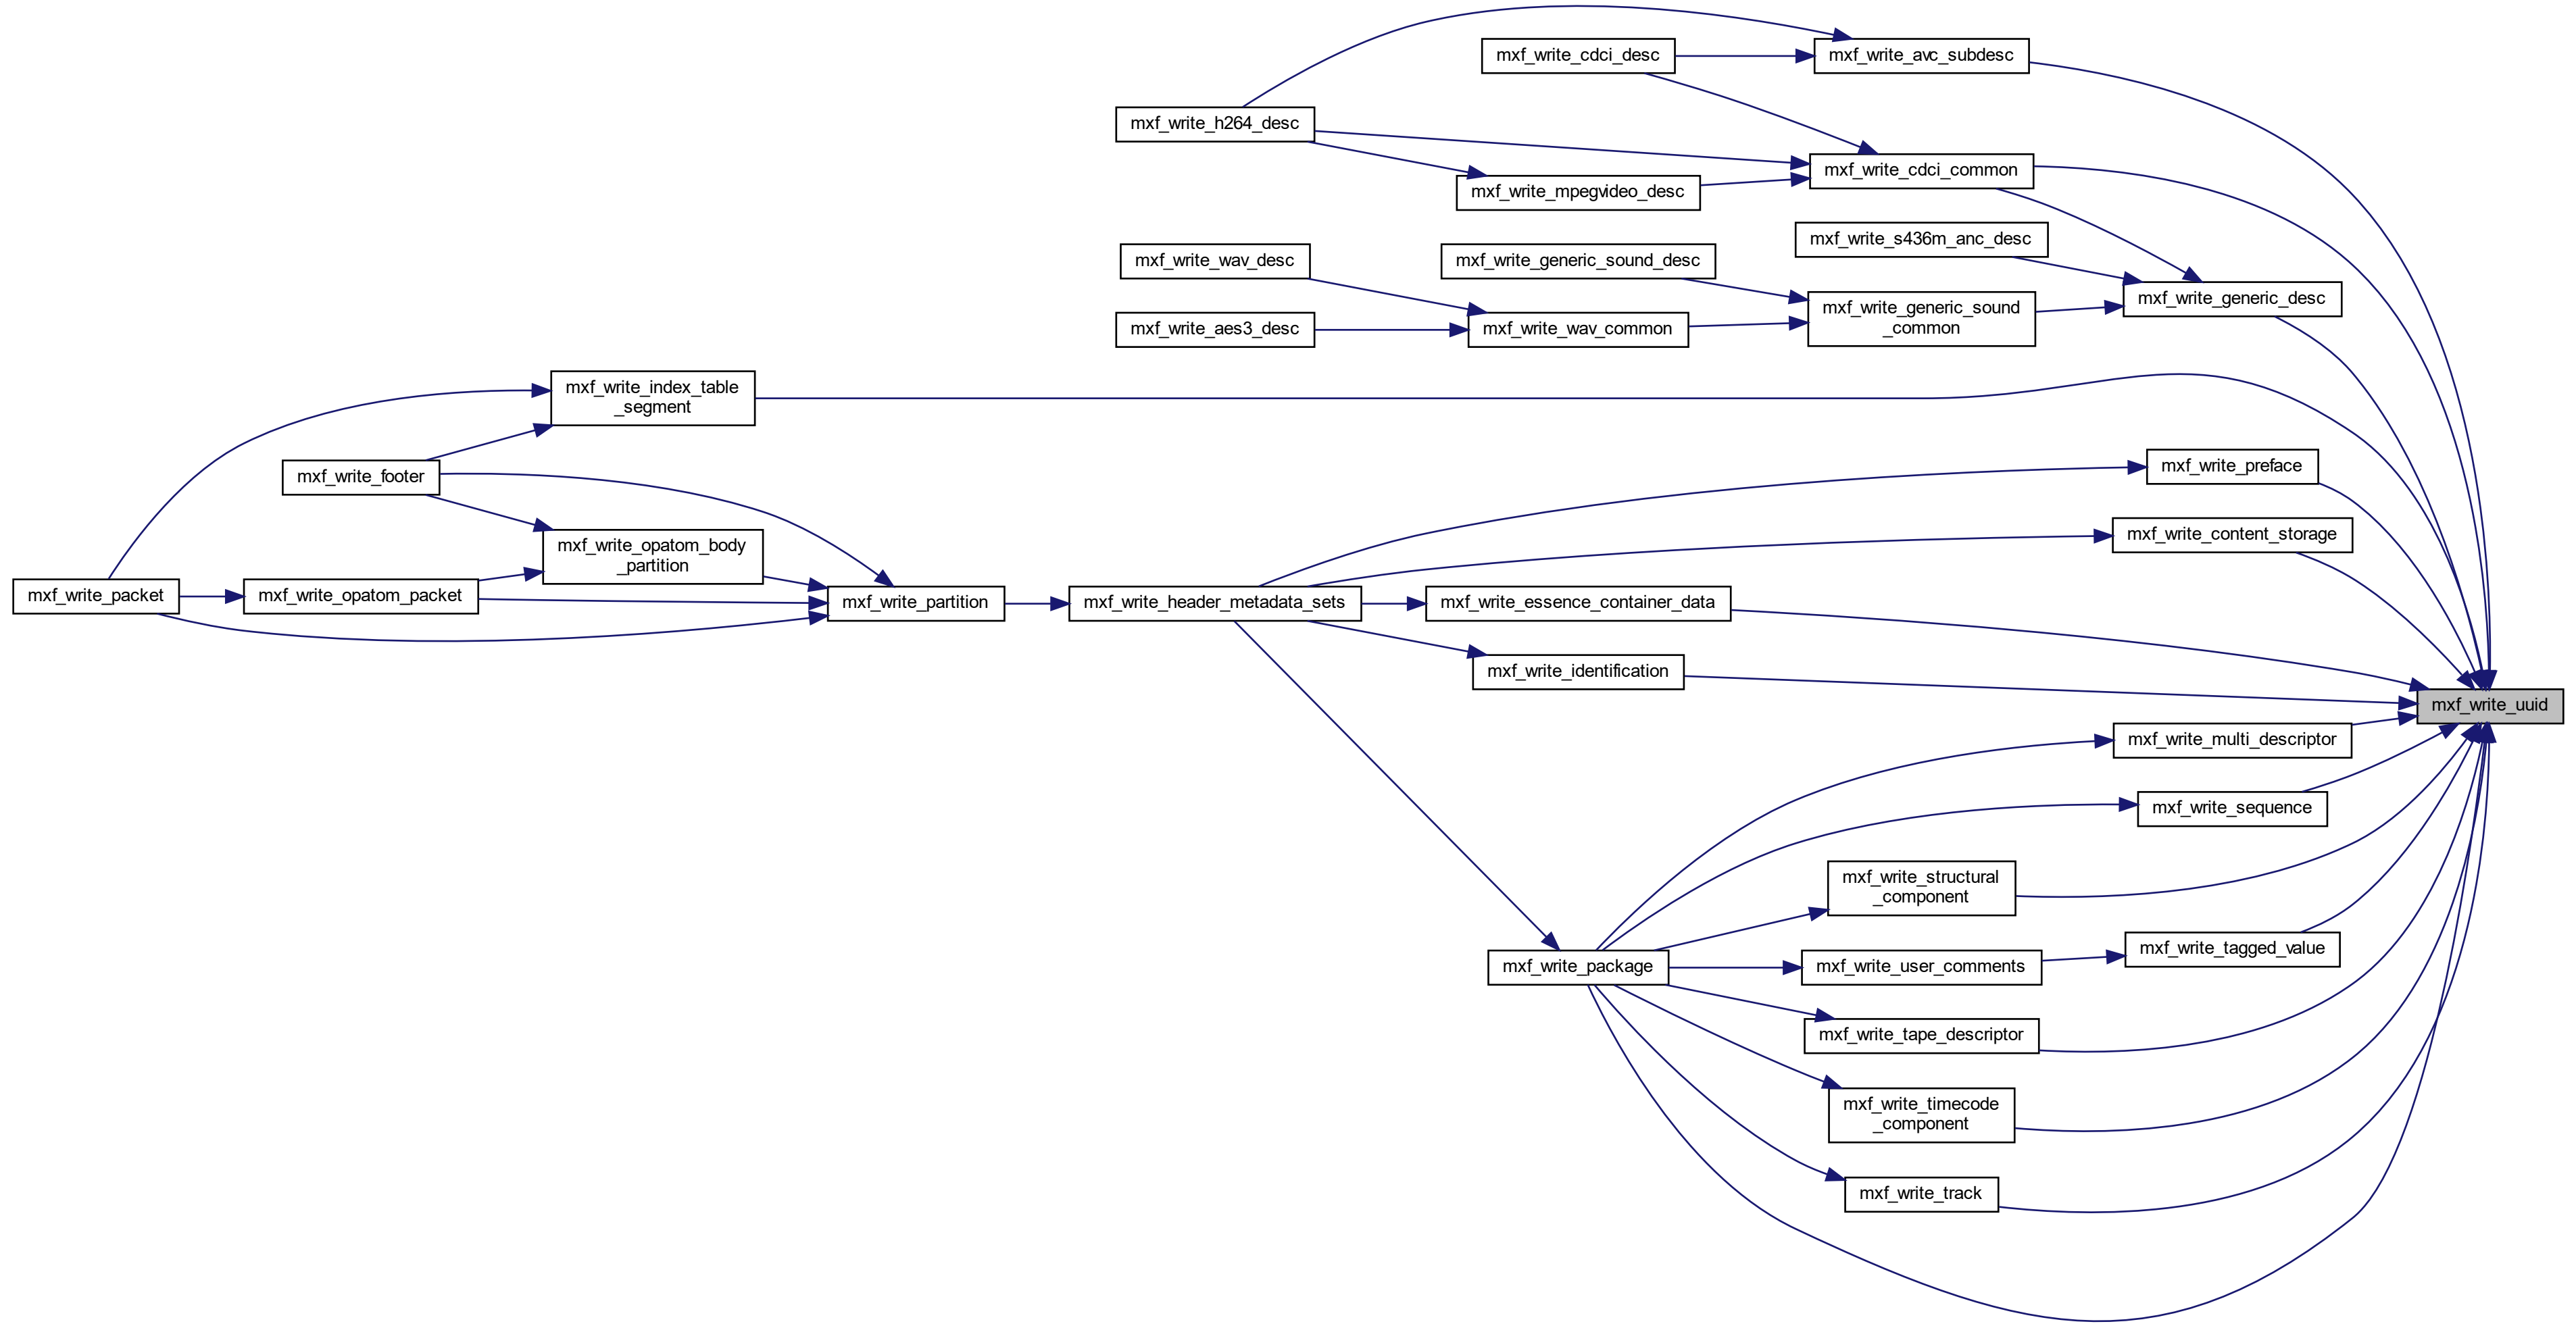 mxf_write_cdci_desc
mxf_write_avc_subdesc
mxf_write_h264_desc
mxf_write_cdci_common
mxf_write_mpegvideo_desc
mxf_write_s436m_anc_desc
mxf_write_wav_desc
mxf_write_generic_sound_desc
mxf_write_generic_desc
mxf_write_generic_sound
_common
mxf_write_aes3_desc
mxf_write_wav_common
mxf_write_index_table
_segment
mxf_write_footer
mxf_write_preface
mxf_write_content_storage
mxf_write_opatom_body
_partition
mxf_write_packet
mxf_write_opatom_packet
mxf_write_partition
mxf_write_header_metadata_sets
mxf_write_essence_container_data
mxf_write_identification
mxf_write_uuid
mxf_write_multi_descriptor
mxf_write_sequence
mxf_write_structural
_component
mxf_write_tagged_value
mxf_write_package
mxf_write_user_comments
mxf_write_tape_descriptor
mxf_write_timecode
_component
mxf_write_track